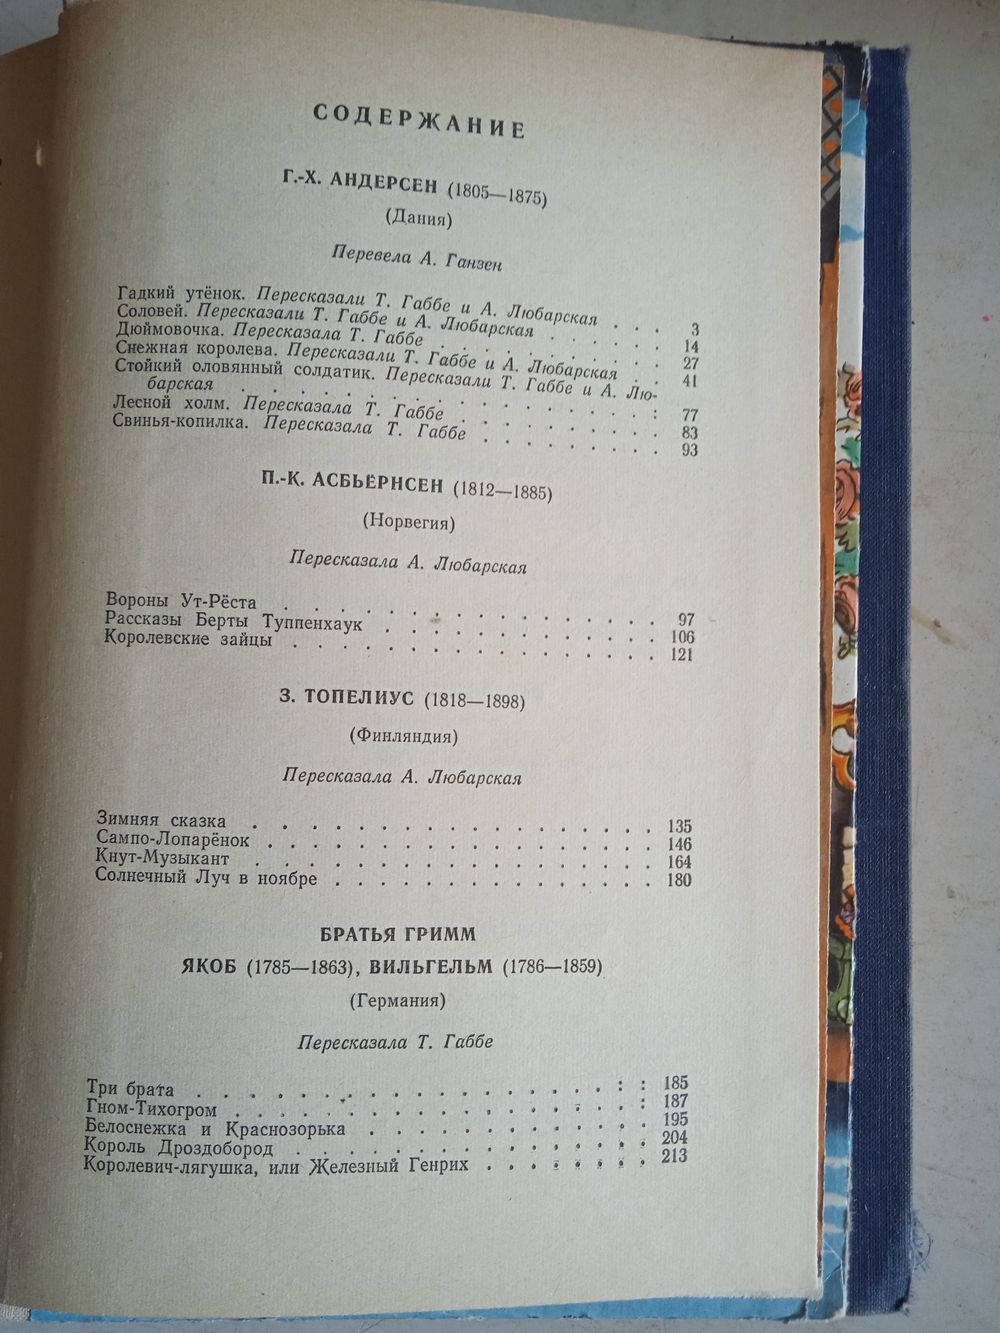 СОДЕРЖАНИЕ
Г.-Х. АНДЕРСЕН (1805—1875)
(Дания)
Перевела А. Ганзен
Гадкий утёнок. Пересказали Т. Габбе и А. Любарская . . . 3
Соловей. Пересказали Т. Габбе и А. Любарская . . . . . . 14
Дюймовочка. Пересказала Т. Габбе . . . . . . . . . . 27
Снежная королева. Пересказали Т. Габбе и А. Любарская . . 41
Стойкий оловянный солдатик. Пересказали Т. Габбе и А. Лю-
барская . . . . . . . . . . . . . . . . 77
Лесной холм. Пересказала Т. Габбе . . . . . . . . . 83
Свинья-копилка. Пересказала Т. Габбе . . . . . . . . 93
П.-К. АСБЬЁРНСЕН (1812—1885)
(Норвегия)
Пересказала А. Любарская
Вороны Ут-Рёста . . . . . . . . . . . . . 97
Рассказы Берты Туппенхаук . . . . . . . . . . 106
Королевские зайцы . . . . . . . . . . . . . 121
З. ТОПЕЛИУС (1818—1898)
(Финляндия)
Пересказала А. Любарская
Зимняя сказка . . . . . . . . . . . . . . 135
Сампо-Лопарёнок . . . . . . . . . . . . . . 146
Кнут-Музыкант . . . . . . . . . . . . . . 164
Солнечный Луч в ноябре . . . . . . . . . . . 180
БРАТЬЯ ГРИММ
ЯКОБ (1785—1863), ВИЛЬГЕЛЬМ (1786—1859)
(Германия)
Пересказала Т. Габбе
Три брата . . . . . . . . . . . . . . . . 185
Гном-Тихогром . . . . . . . . . . . . . . 187
Белоснежка и Краснозорька . . . . . . . . . . 195
Король Дроздобород . . . . . . . . . . . . . 204
Королевич-лягушка, или Железный Генрих . . . . . . . . 213